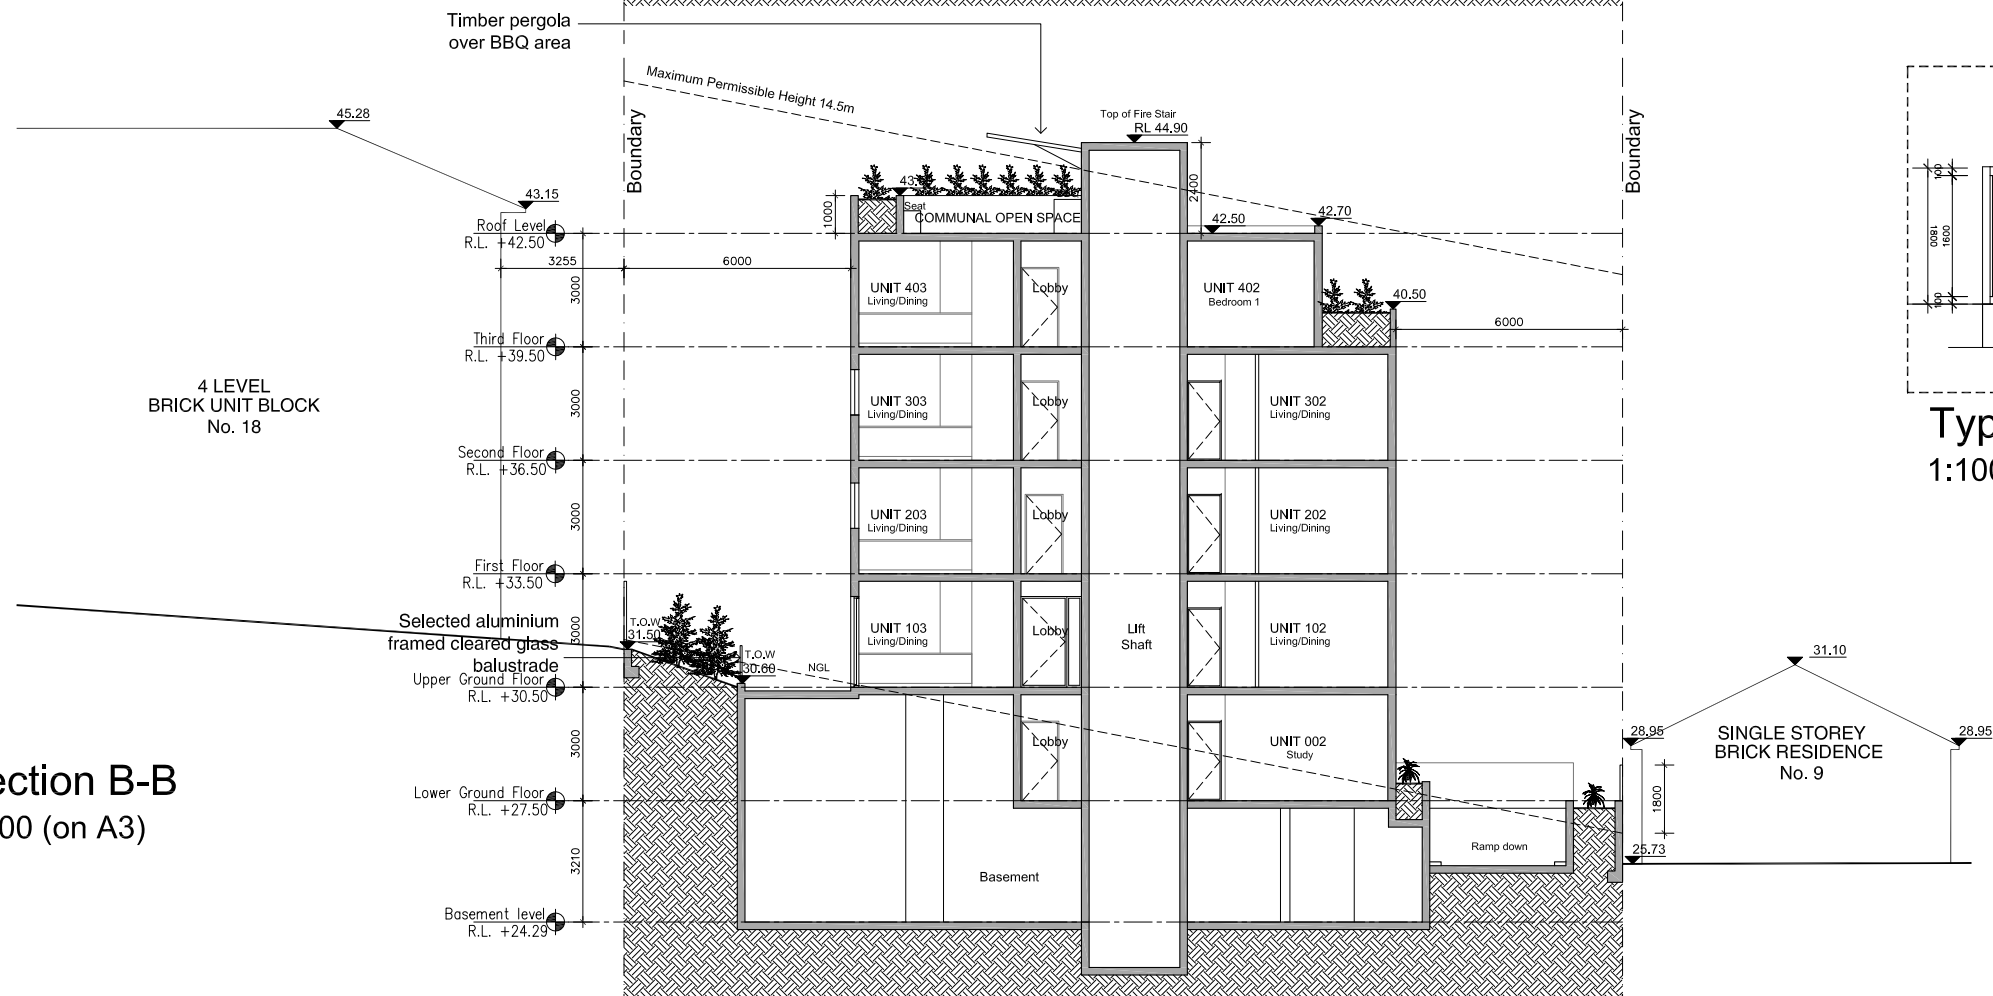 Timber pergola
over BBQ area
Maximum Permissible Height 14.5m
45.28
43.15
Boundary
Top of Fire Stair
RL 44.90
Boundary
2400
1000
Seat
COMMUNAL OPEN SPACE
42.50
42.70
Roof Level
R.L. +42.50
3255
6000
3000
UNIT 403
Living/Dining
Lobby
UNIT 402
Bedroom 1
40.50
6000
Third Floor
R.L. +39.50
3000
UNIT 303
Living/Dining
Lobby
UNIT 302
Living/Dining
4 LEVEL
BRICK UNIT BLOCK
No. 18
Second Floor
R.L. +36.50
3000
UNIT 203
Living/Dining
Lobby
UNIT 202
Living/Dining
First Floor
R.L. +33.50
3000
Selected aluminium
framed cleared glass
balustrade
T.O.W
31.50
T.O.W
30.60
NGL
UNIT 103
Living/Dining
Lobby
Lift
Shaft
UNIT 102
Living/Dining
Upper Ground Floor
R.L. +30.50
3000
Lobby
UNIT 002
Study
31.10
28.95
28.95
SINGLE STOREY
BRICK RESIDENCE
No. 9
1800
25.73
Lower Ground Floor
R.L. +27.50
3210
Basement
Ramp down
Basement level
R.L. +24.29
ection B-B
00 (on A3)
100
1800
1600
100
Typ
1:100